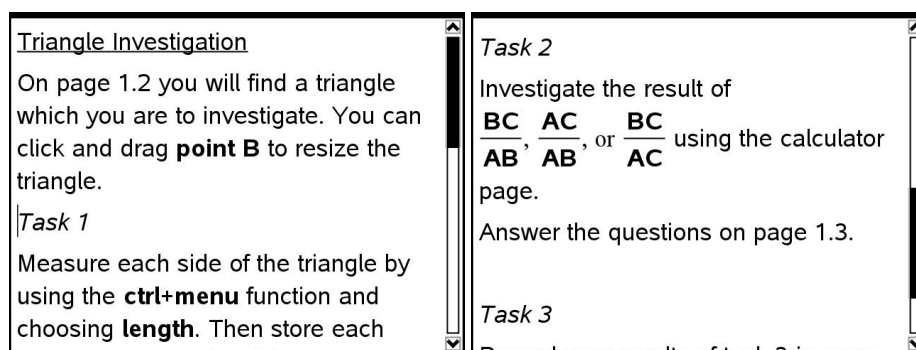 Triangle Investigation
On page 1.2 you will find a triangle
which you are to investigate. You can
click and drag point B to resize the
triangle.
Task 1
Measure each side of the triangle by
using the ctrl+menu function and
choosing length. Then store each
Task 2
Investigate the result of
BC/AB, AC/AB, or BC/AC using the calculator
page.
Answer the questions on page 1.3.
Task 3